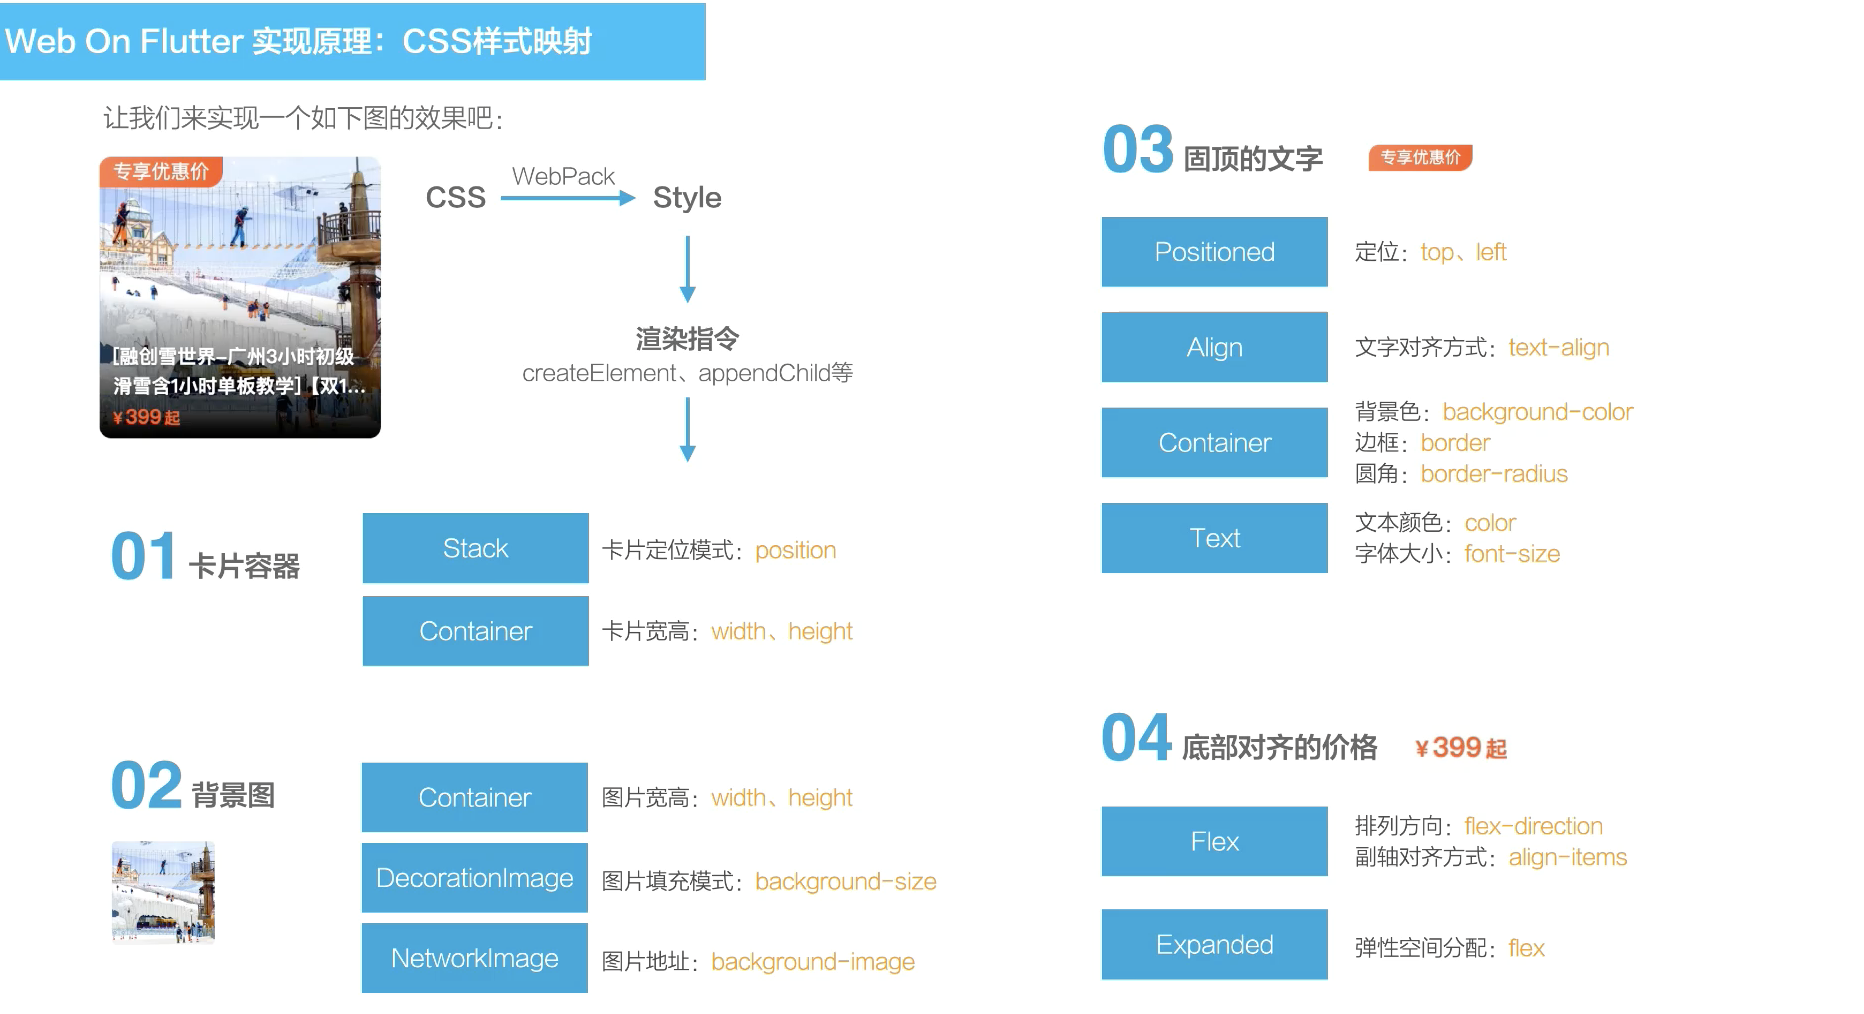 Web On Flutter 实现原理：CSS样式映射
让我们来实现一个如下图的效果吧：
专享优惠价
[融创雪世界-广州3小时初级
滑雪含1小时单板教学]【双1...
¥399起
CSS
WebPack
Style
渲染指令
createElement、appendChild等
01 卡片容器
Stack
卡片定位模式：position
Container
卡片宽高：width、height
02 背景图
Container
图片宽高：width、height
DecorationImage
图片填充模式：background-size
NetworkImage
图片地址：background-image
03 固顶的文字
专享优惠价
Positioned
定位：top、left
Align
文字对齐方式：text-align
Container
背景色：background-color
边框：border
圆角：border-radius
Text
文本颜色：color
字体大小：font-size
04 底部对齐的价格
¥399起
Flex
排列方向：flex-direction
副轴对齐方式：align-items
Expanded
弹性空间分配：flex